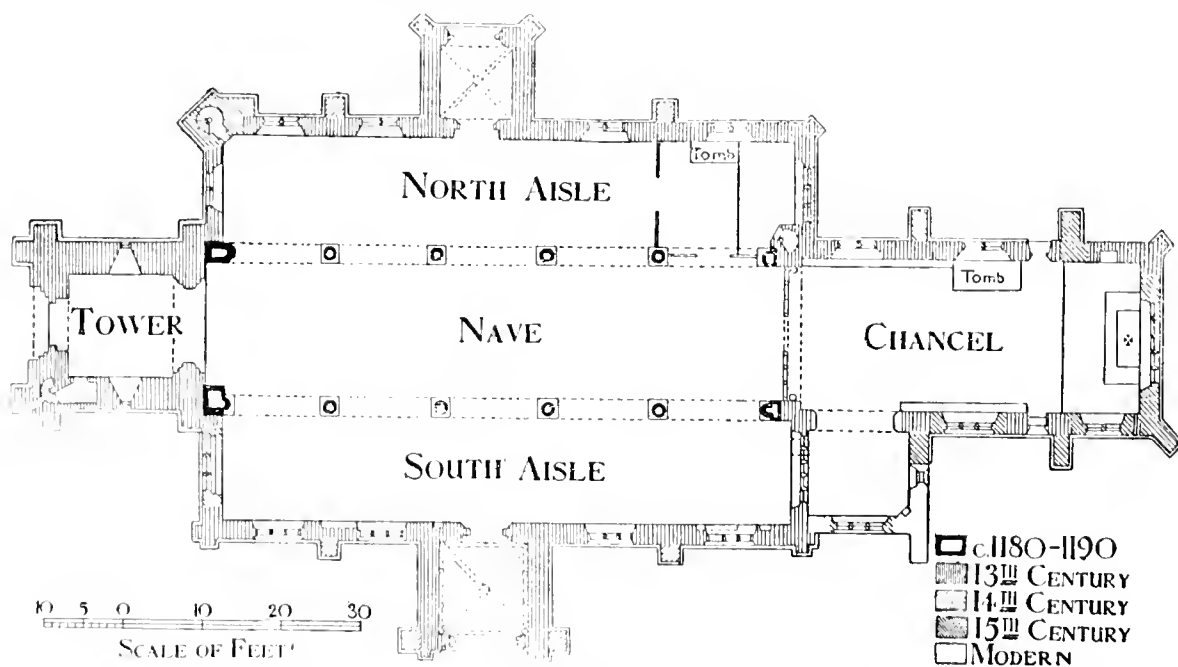 Tomb
NORTH AISLE
Tomb
TOWER
NAVE
CHANCEL
SOUTH AISLE
c.1180-1190
13TH CENTURY
14TH CENTURY
15TH CENTURY
MODERN
10 5 0 10 20 30
SCALE OF FEET